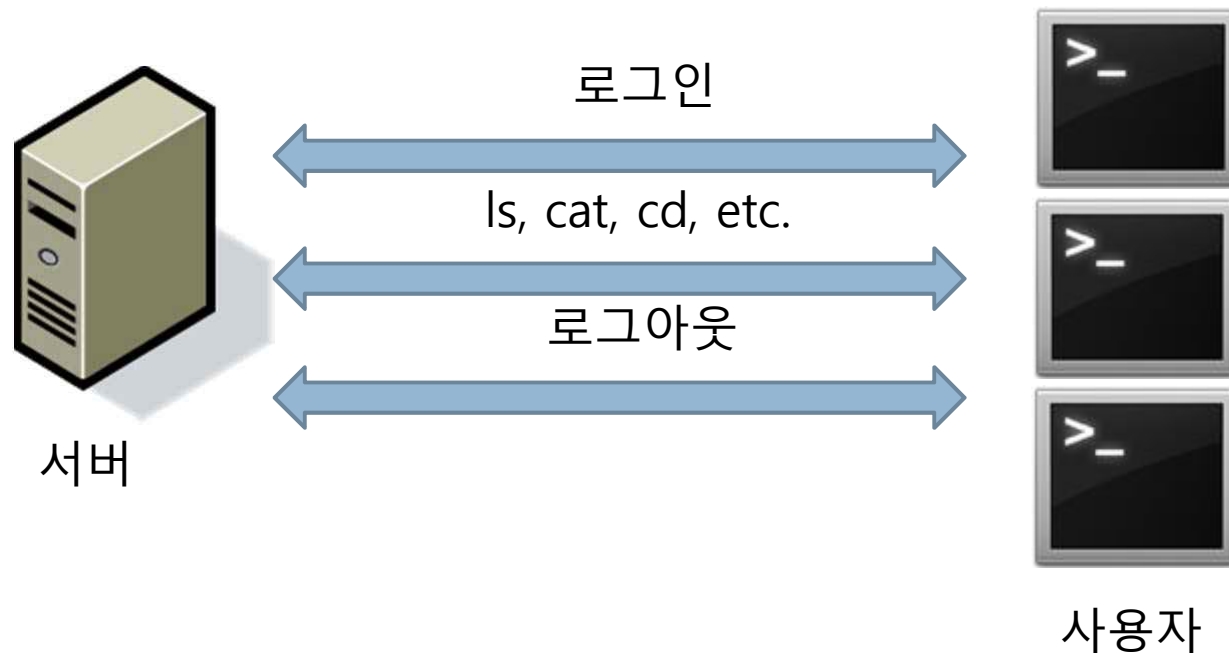 로그인
ls, cat, cd, etc.
로그아웃
서버
>_
>_
>_
사용자